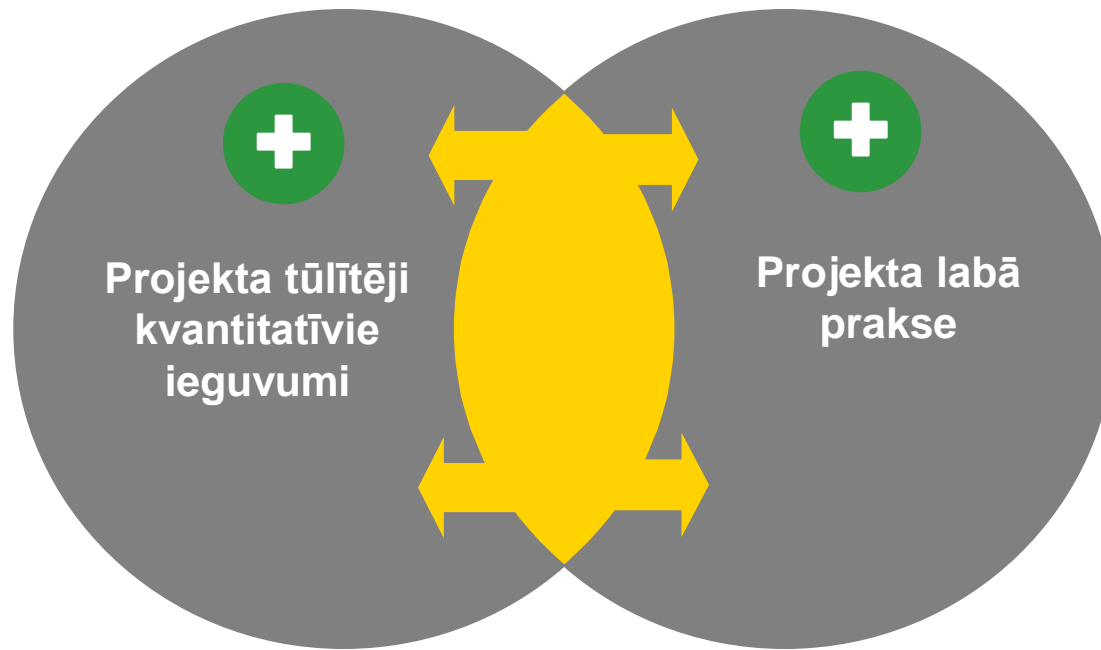 Projekta tūlītēji
kvantitatīvie
ieguvumi
Projekta labā
prakse